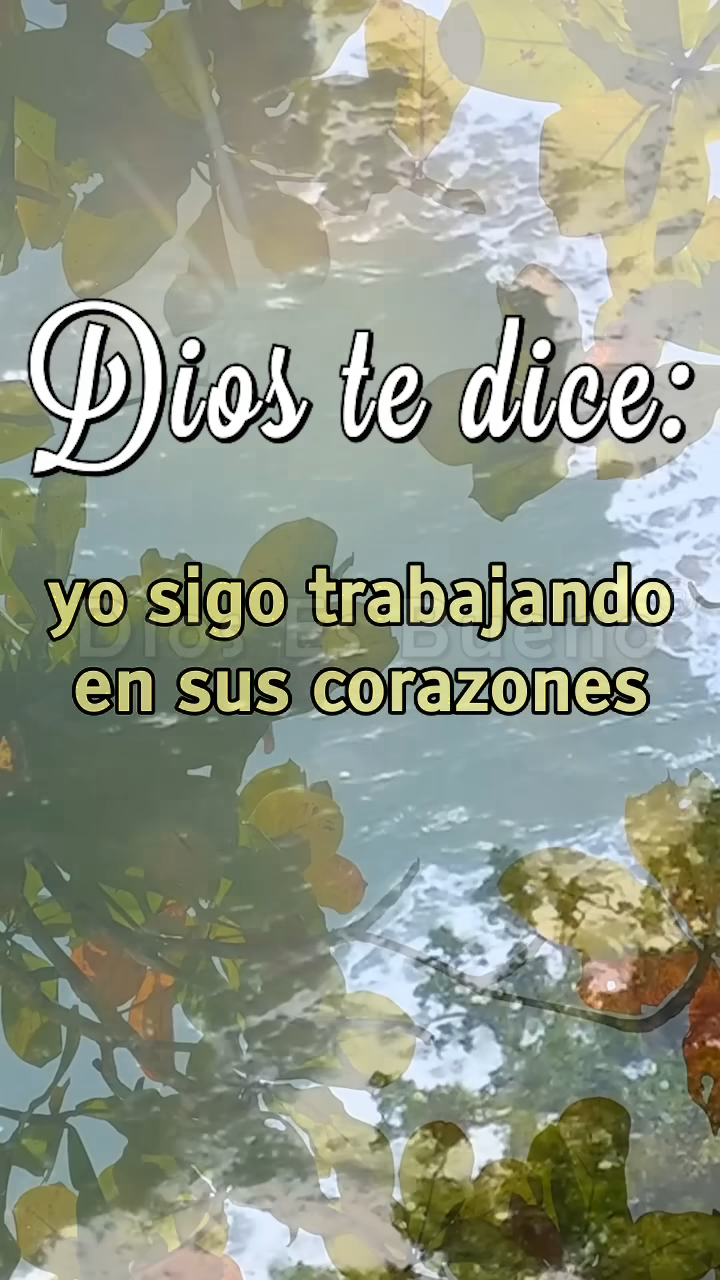 Dios te dice:
yo sigo trabajando
Dios Es Bueno
en sus corazones